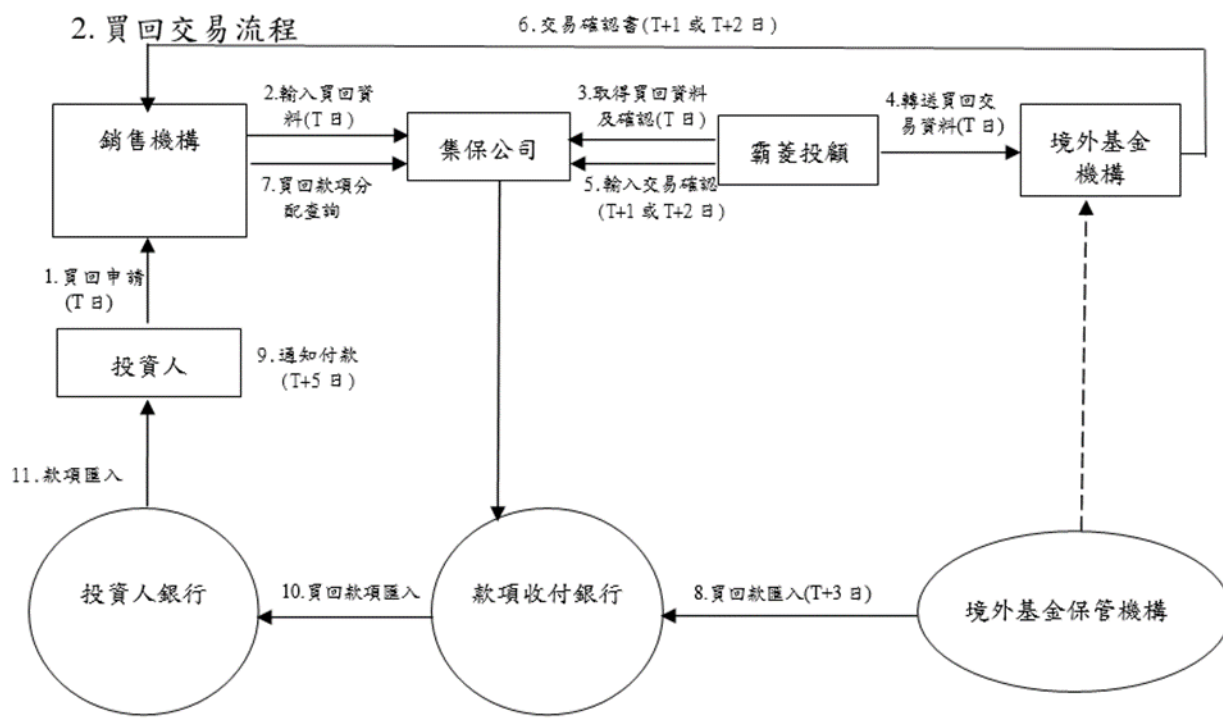 2.買回交易流程
6.交易確認書(T+1 或 T+2 日)
銷售機構
2.輸入買回資
料(T 日)
7.買回款項分
配查詢
集保公司
3.取得買回資料
及確認(T 日)
5.輸入交易確認
(T+1 或 T+2 日)
霸菱投顧
4.轉送買回交
易資料(T 日)
境外基金
機構
1.買回申請
(T 日)
投資人
9.通知付款
(T+5 日)
11.款項匯入
投資人銀行
10.買回款項匯入
款項收付銀行
8.買回款匯入(T+3 日)
境外基金保管機構